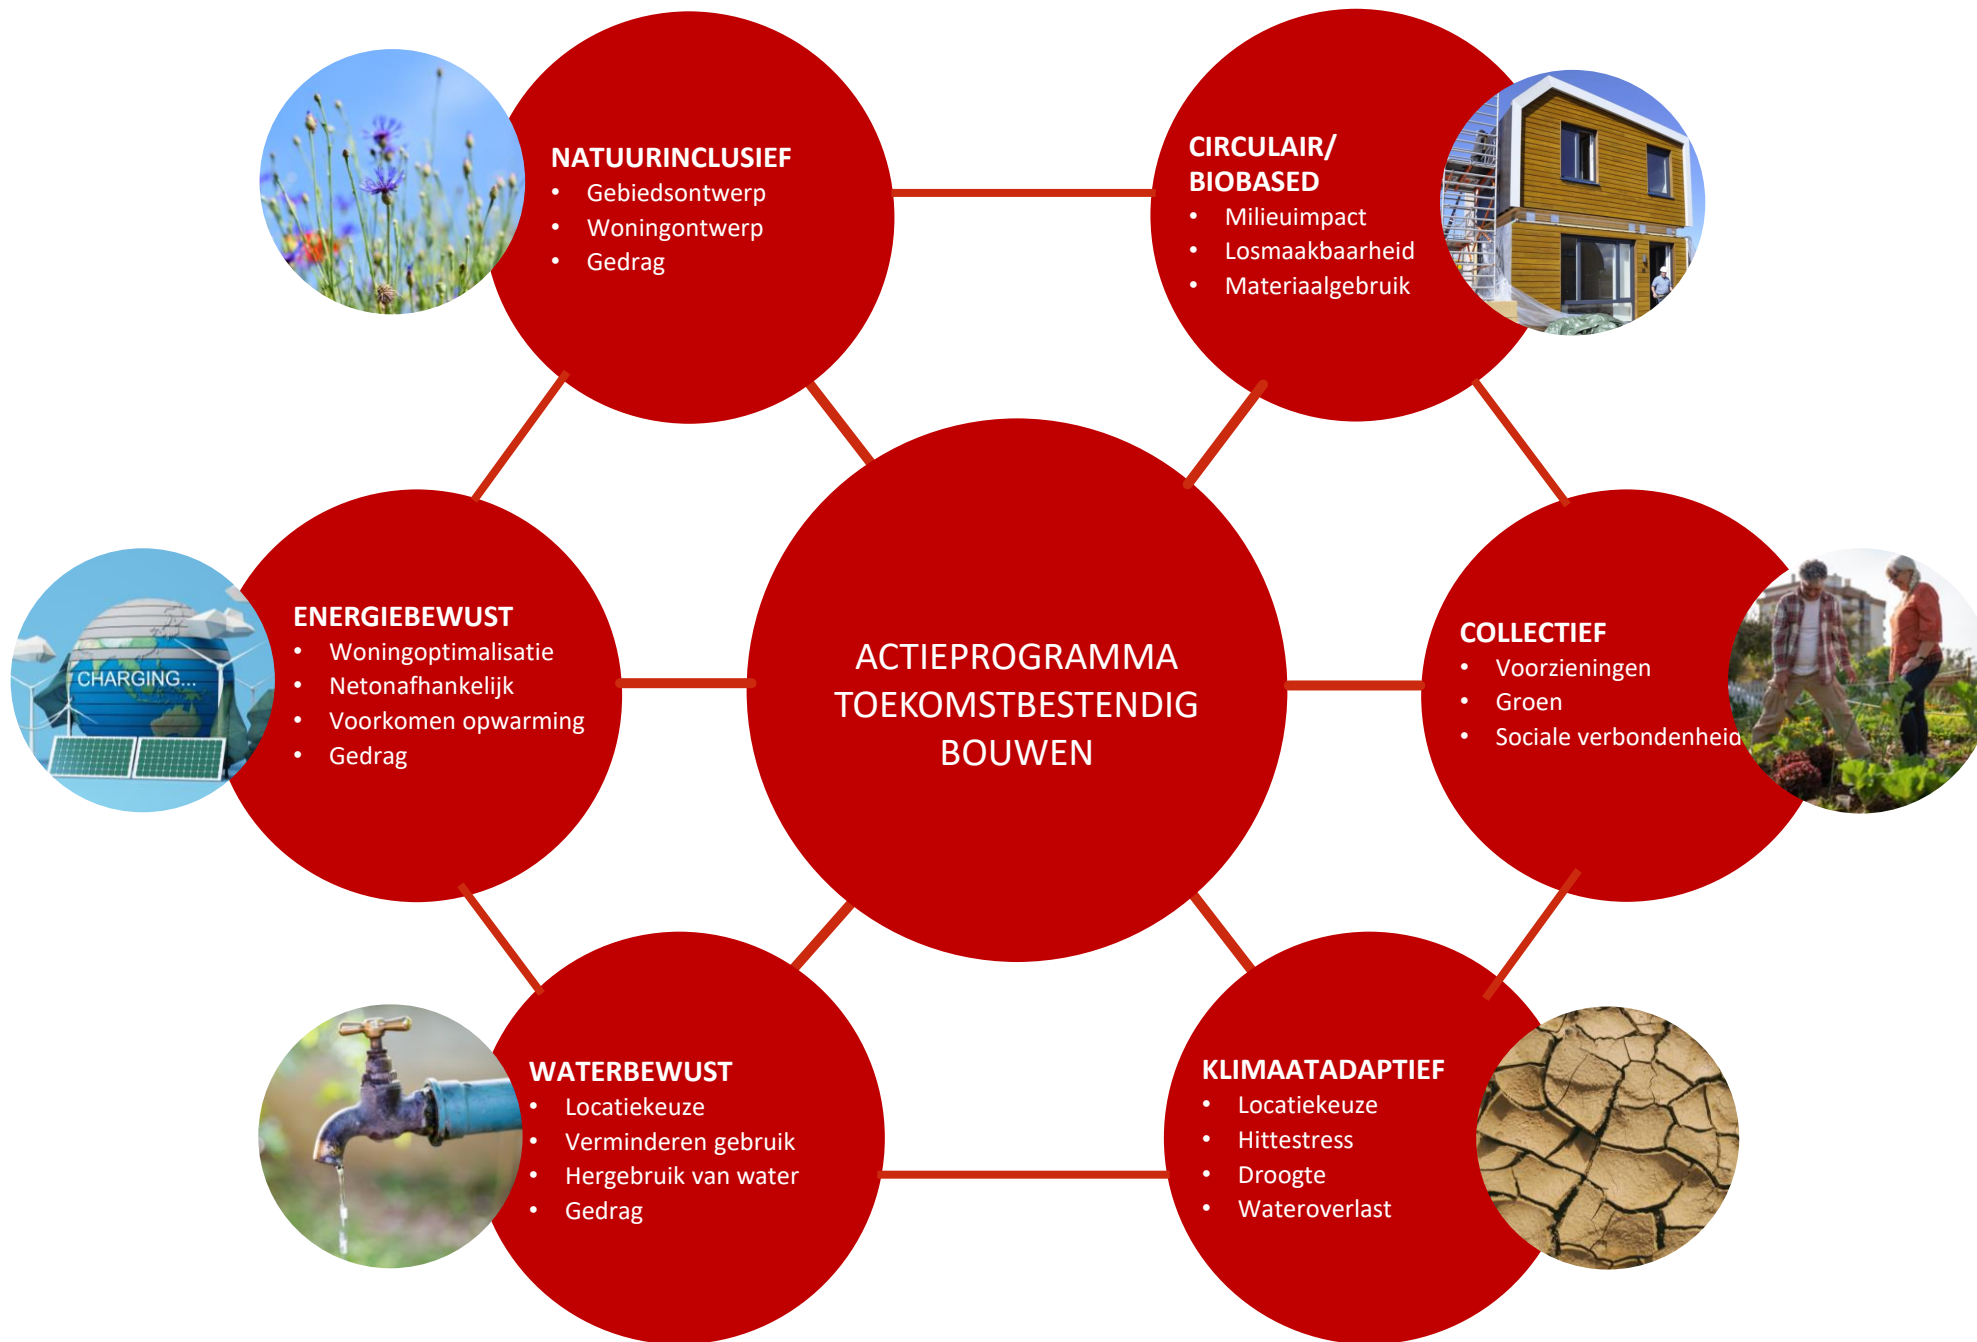 NATUURINCLUSIEF
• Gebiedsontwerp
• Woningontwerp
• Gedrag
CIRCULAIR/
BIOBASED
• Milieuimpact
• Losmaakbaarheid
• Materiaalgebruik
ENERGIEBEWUST
• Woningoptimalisatie
• Netonafhankelijk
• Voorkomen opwarming
• Gedrag
CHARGING...
ACTIEPROGRAMMA
TOEKOMSTBESTENDIG
BOUWEN
COLLECTIEF
• Voorzieningen
• Groen
• Sociale verbondenheid
WATERBEWUST
• Locatiekeuze
• Verminderen gebruik
• Hergebruik van water
• Gedrag
KLIMAATADAPTIEF
• Locatiekeuze
• Hittestress
• Droogte
• Wateroverlast